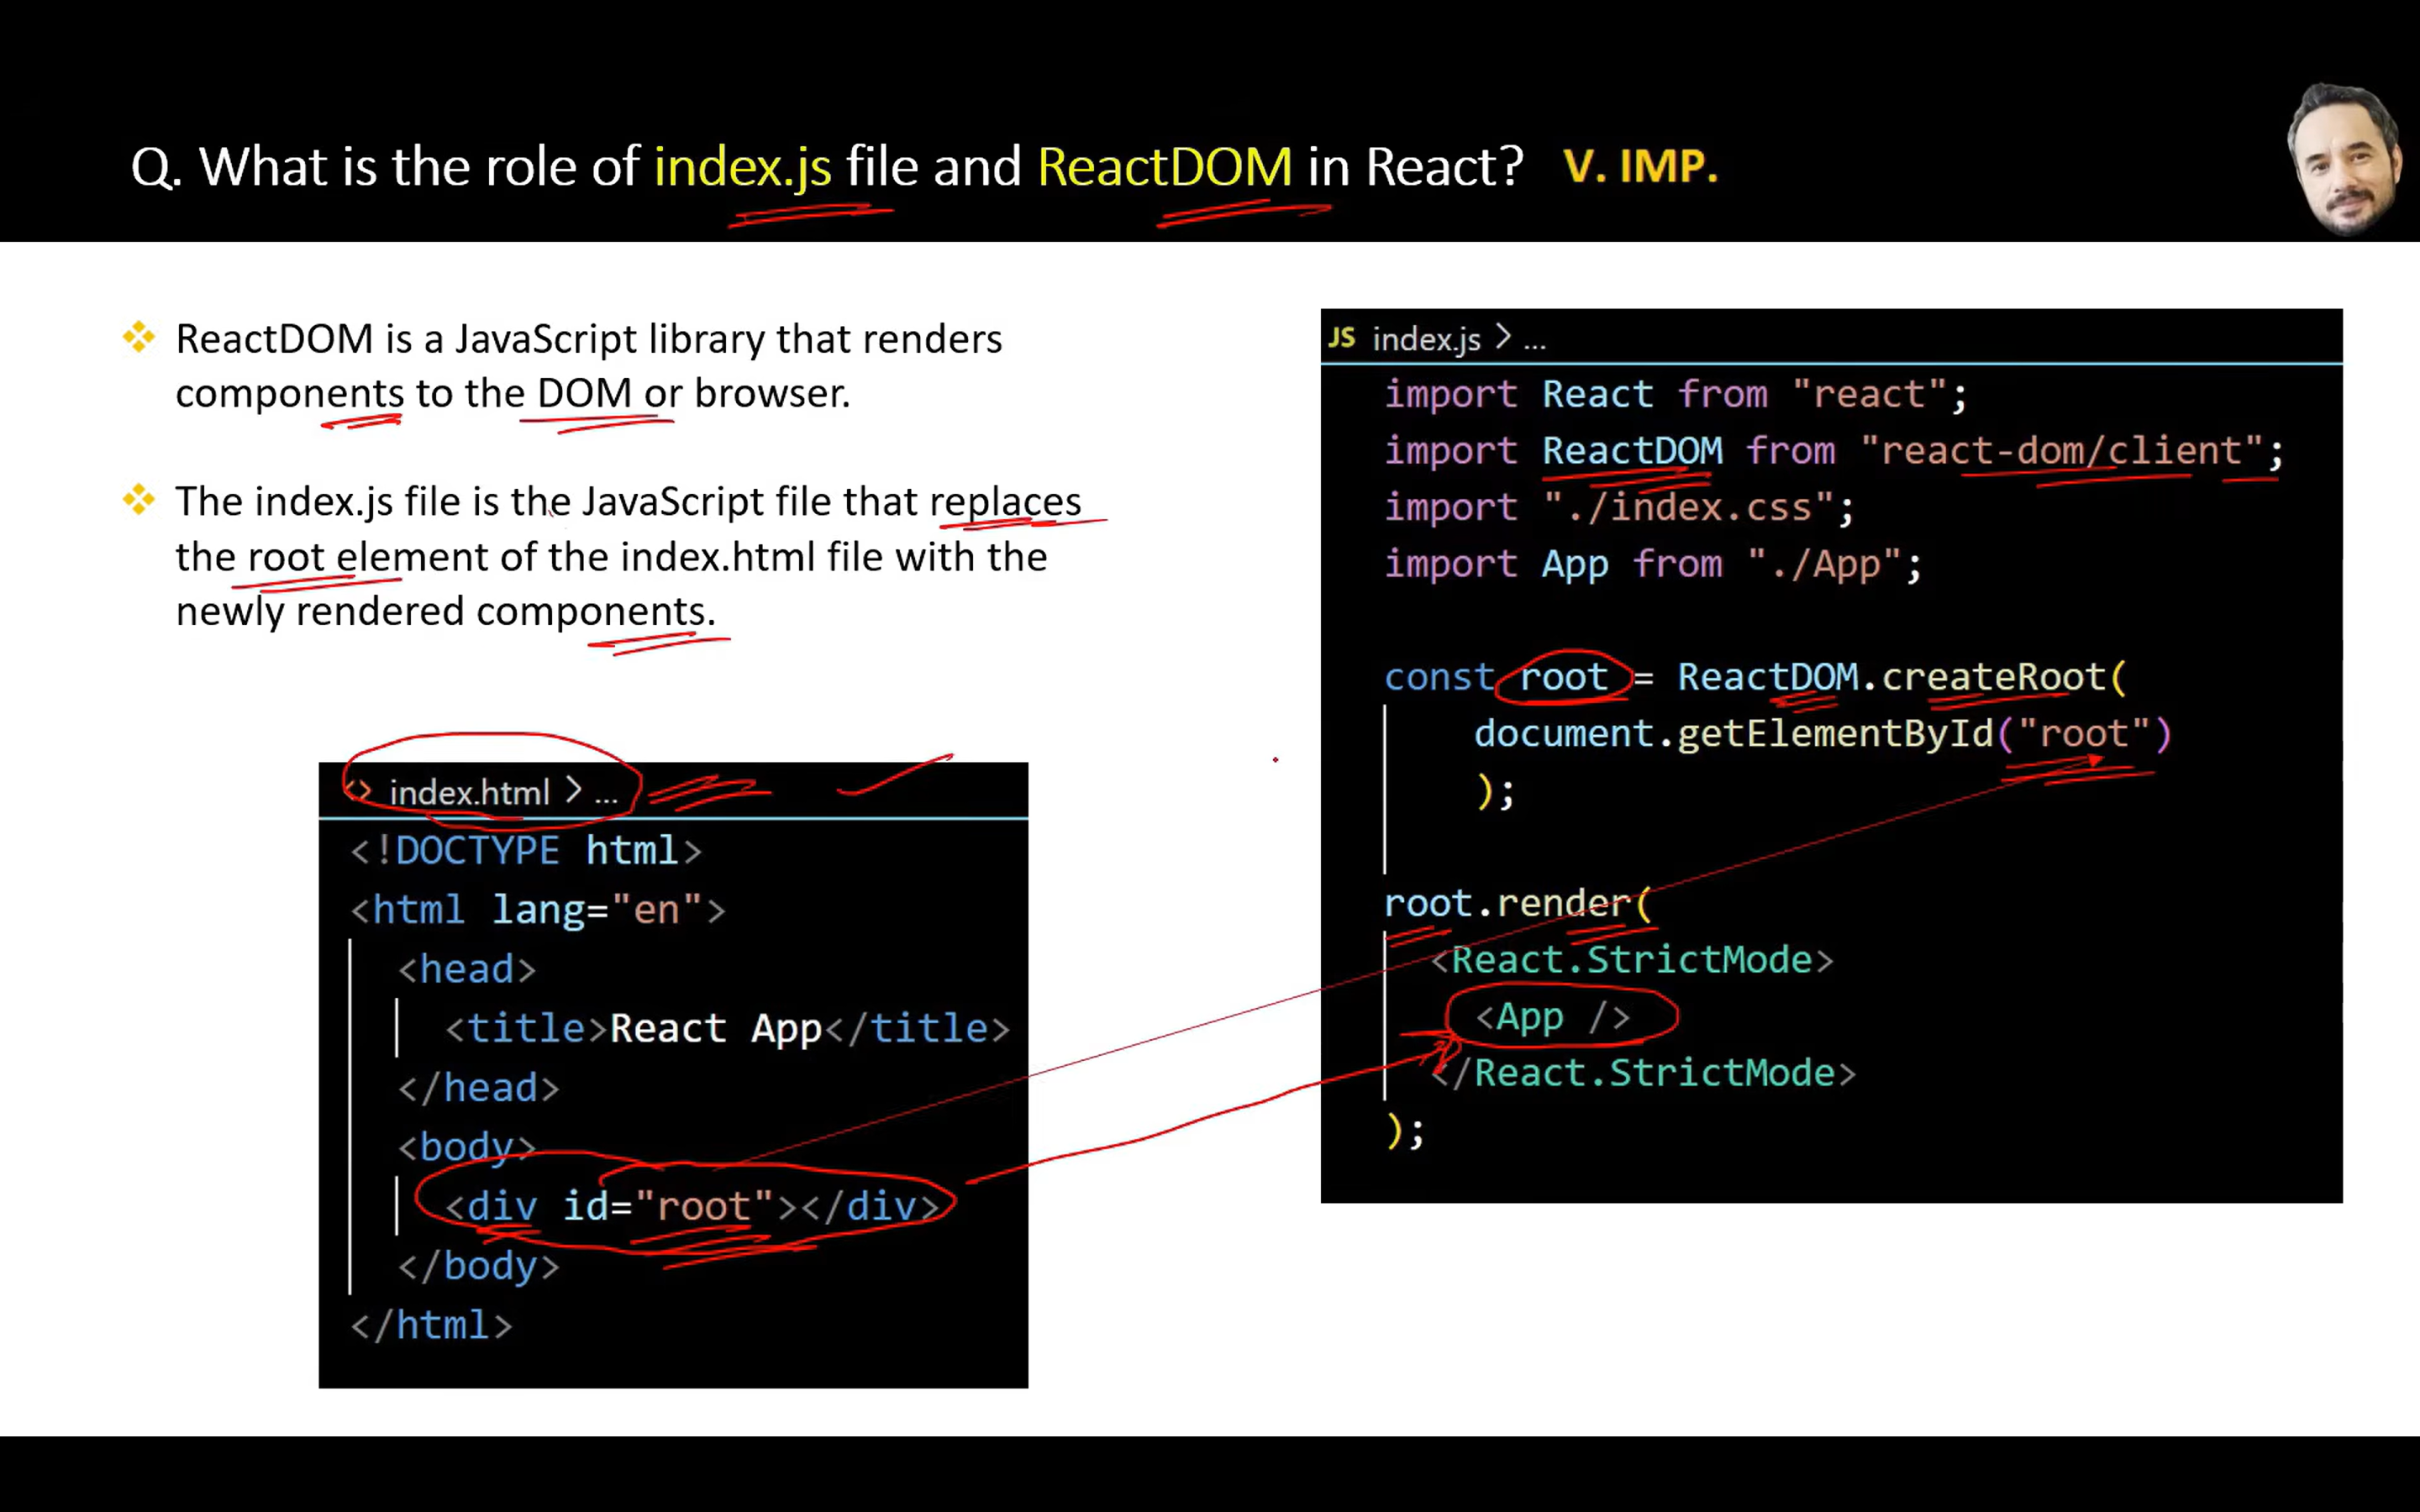 Q. What is the role of index.js file and ReactDOM in React? V. IMP.
ReactDOM is a JavaScript library that renders
components to the DOM or browser.
The index.js file is the JavaScript file that replaces
the root element of the index.html file with the
newly rendered components.
<> index.html > ...
<!DOCTYPE html>
<html lang="en">
<head>
<title>React App</title>
</head>
<body>
<div id="root"></div>
</body>
</html>
JS index.js > ...
import React from "react";
import ReactDOM from "react-dom/client";
import "./index.css";
import App from "./App";
const root = ReactDOM.createRoot(
document.getElementById("root")
);
root.render(
<React.StrictMode>
<App />
</React.StrictMode>
);